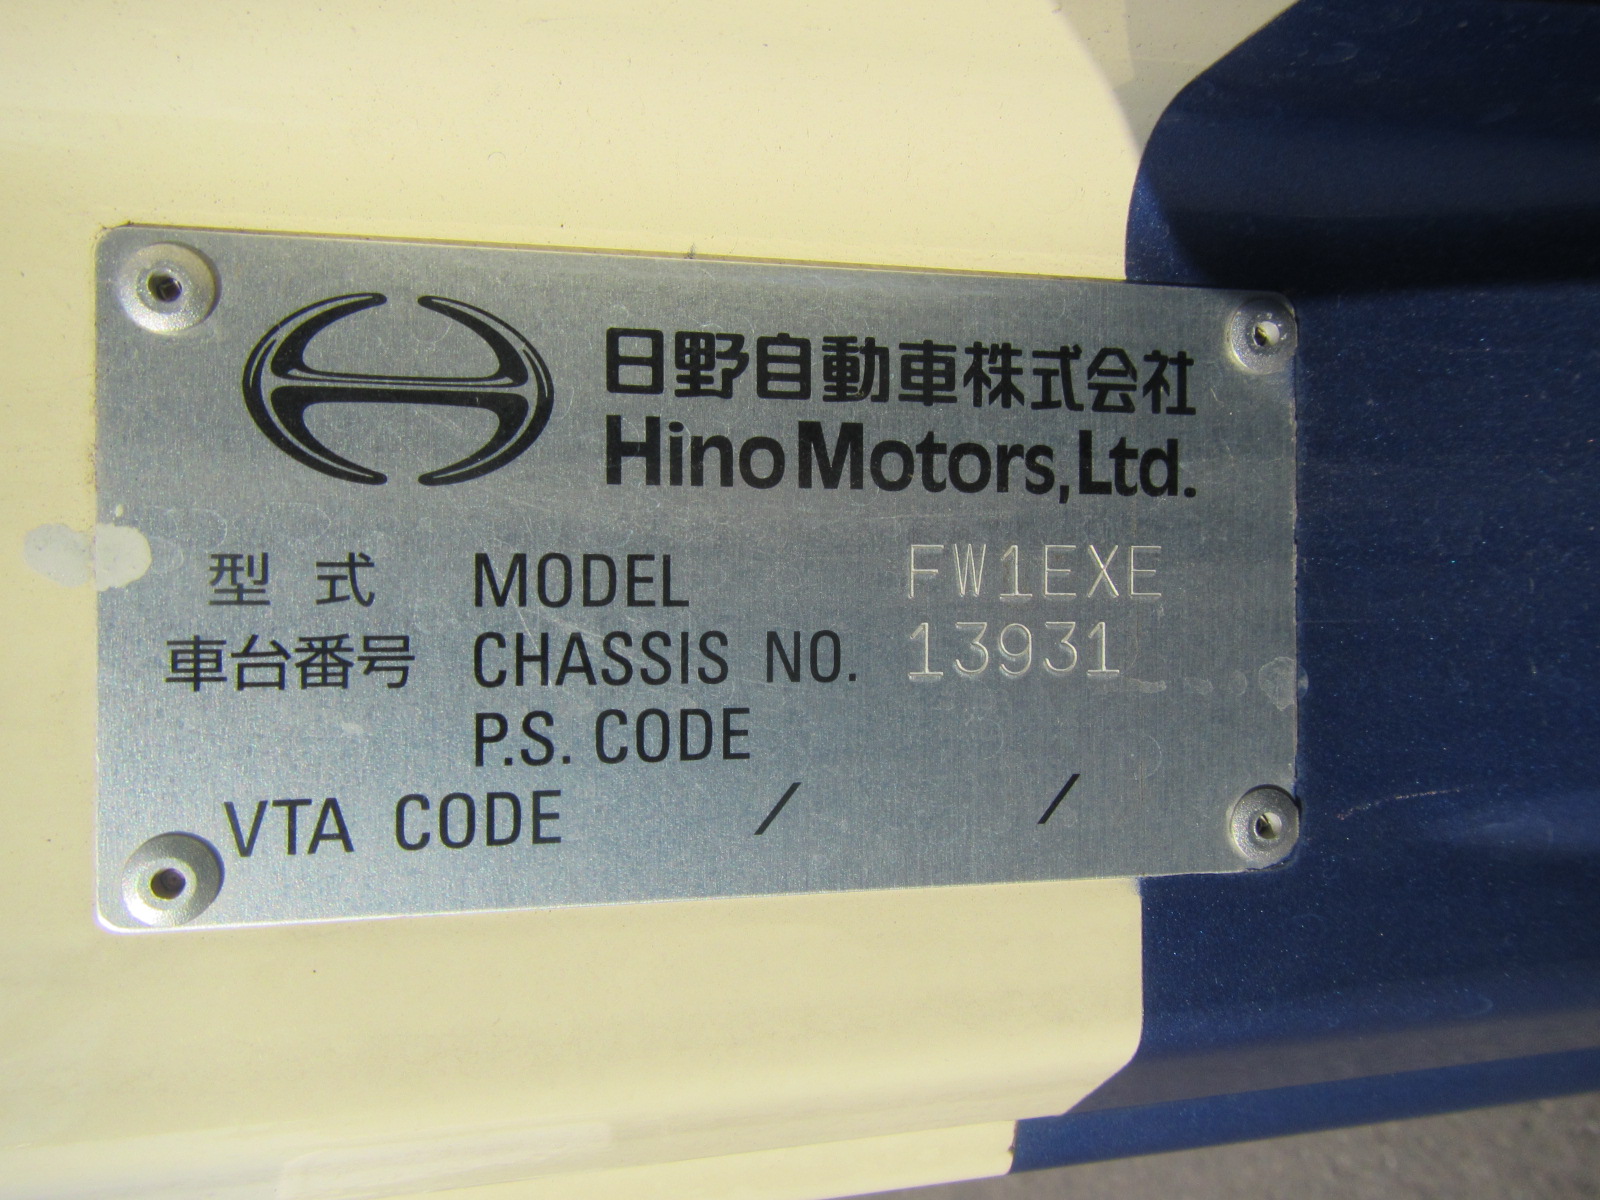 日野自動車株式会社
Hino Motors, Ltd.
型式 MODEL FW1EXE
車台番号 CHASSIS NO. 13931
P.S. CODE
VTA CODE / /